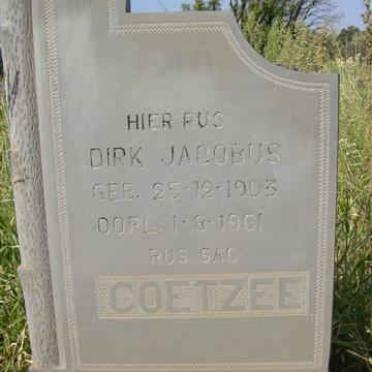 HIER RUS
DIRK JACOBUS
GEB. 25-12-1903
OORL. 1-9-1961
RUS SAG
COETZEE